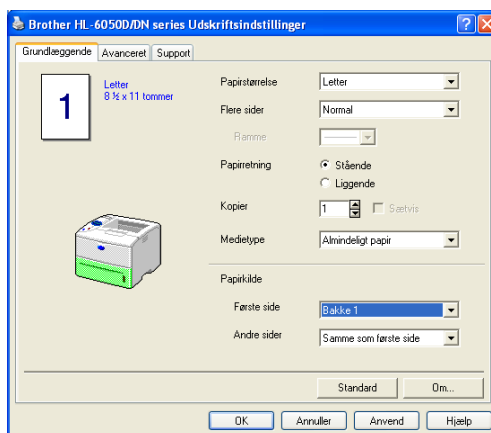 Brother HL-6050D/DN series Udskriftsindstillinger
Grundlæggende Avanceret Support
1
Letter
8 ½ x 11 tommer
Papirstørrelse Letter
Flere sider Normal
Ramme
Papirretning Stående
Liggende
Kopier 1 Sætvis
Medietype Almindeligt papir
Papirkilde
Første side Bakke 1
Andre sider Samme som første side
Standard Om...
OK Annuller Anvend Hjælp